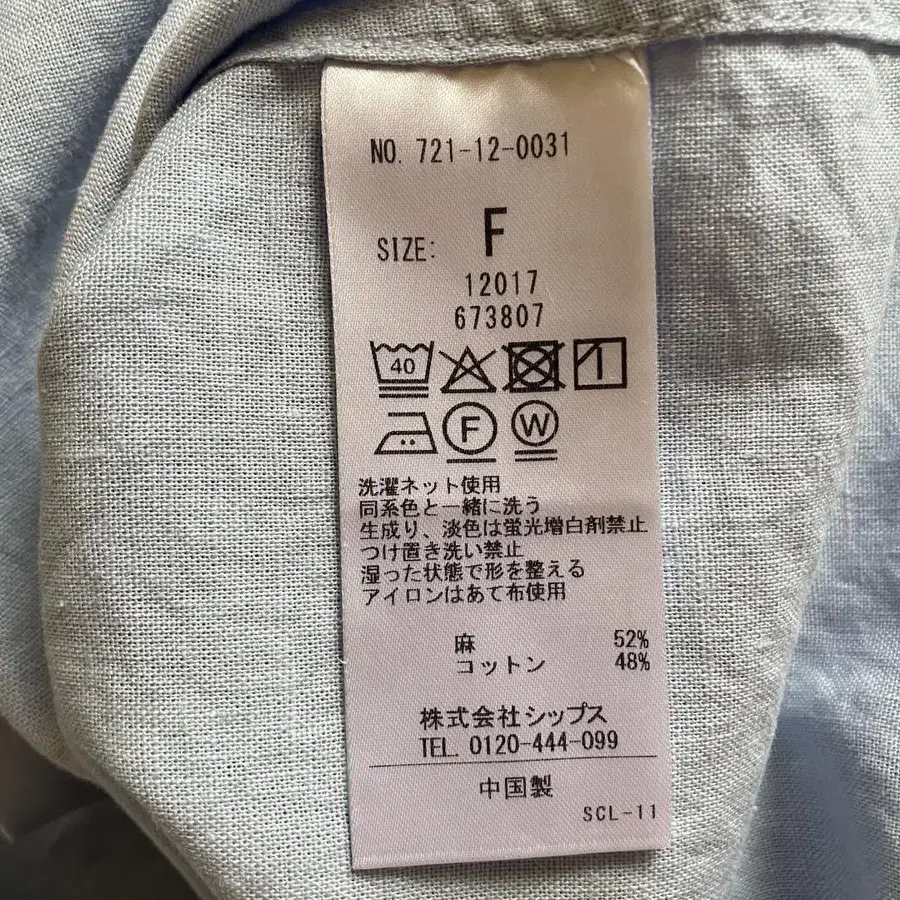 NO. 721-12-0031
SIZE: F
12017
673807
40
F W
洗濯ネット使用
同系色と一緒に洗う
生成り、淡色は蛍光増白剤禁止
つけ置き洗い禁止
湿った状態で形を整える
アイロンはあて布使用
麻 52%
コットン 48%
株式会社シップス
TEL. 0120-444-099
中国製
SCL-11